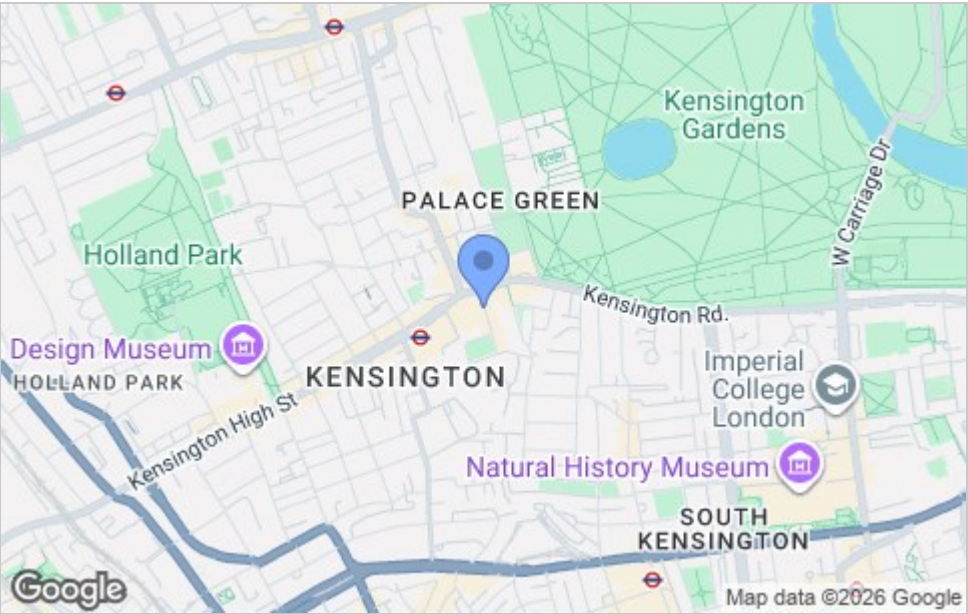 Kensington
Gardens
PALACE GREEN
W Carriage Dr
Holland Park
Kensington Rd.
Design Museum
HOLLAND PARK
KENSINGTON
Imperial
College
London
Kensington High St
Natural History Museum
SOUTH
KENSINGTON
Google
Map data ©2026 Google